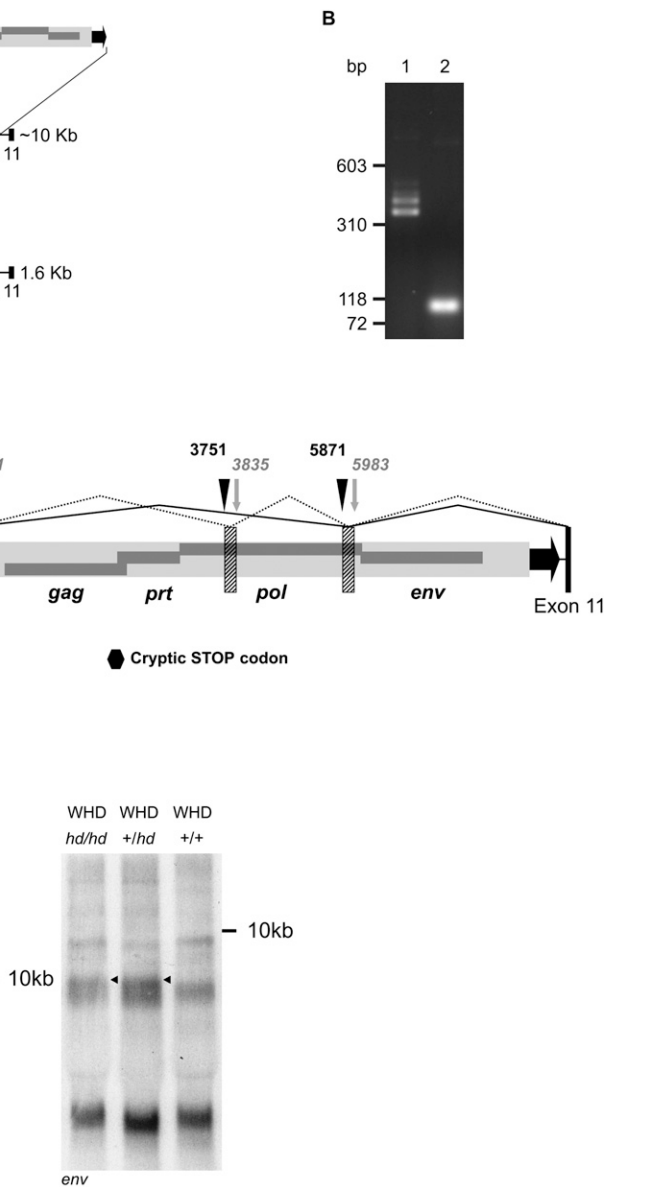 B
bp 1 2
~10 Kb
11
603
310
1.6 Kb
11
118
72
3751 5871
3835 5983
gag prt pol env
Exon 11
Cryptic STOP codon
WHD WHD WHD
hd/hd +/hd +/+
10kb
10kb
env